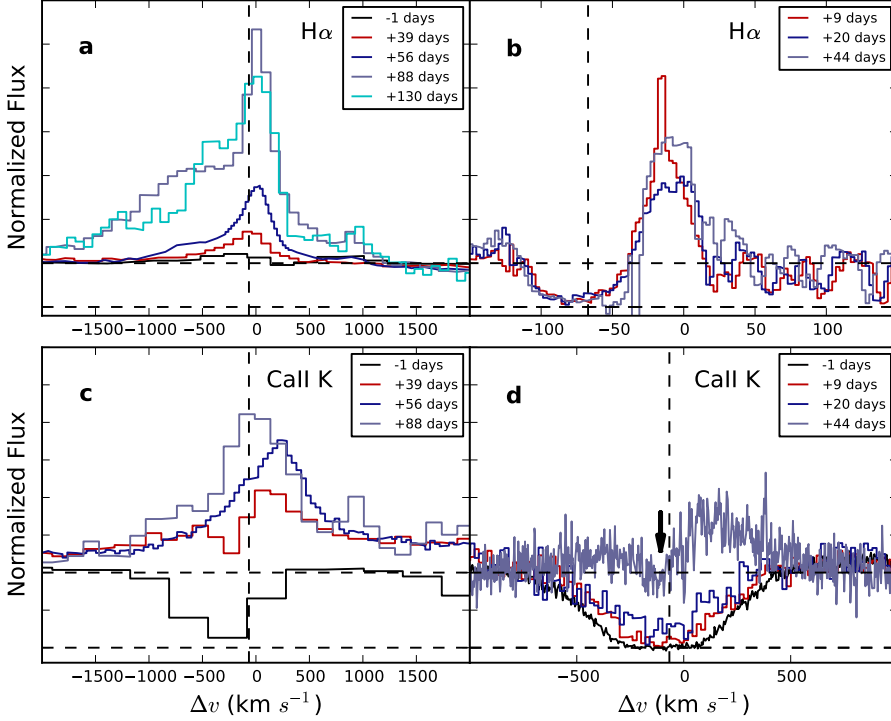 a
Hα
-1 days
+39 days
+56 days
+88 days
+130 days
b
Hα
+9 days
+20 days
+44 days
Normalized Flux
−1500 −1000 −500 0 500 1000 1500
−100 −50 0 50 100
c
CaII K
-1 days
+39 days
+56 days
+88 days
d
CaII K
-1 days
+9 days
+20 days
+44 days
Normalized Flux
−1500 −1000 −500 0 500 1000 1500
−500 0 500
Δv (km s⁻¹)
Δv (km s⁻¹)